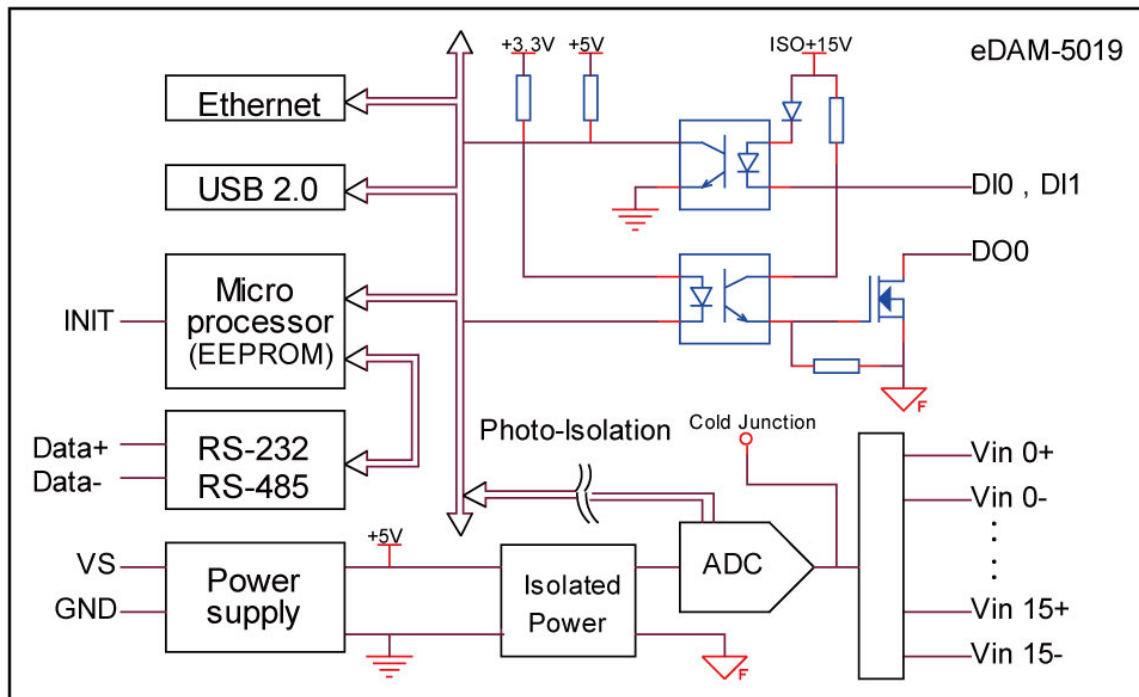 +3.3V
+5V
ISO+15V
eDAM-5019
Ethernet
USB 2.0
DI0 , DI1
DO0
Micro
processor
(EEPROM)
INIT
F
Photo-Isolation
Cold Junction
Data+
Data-
RS-232
RS-485
Vin 0+
Vin 0-
+5V
VS
GND
Power
supply
Isolated
Power
ADC
F
Vin 15+
Vin 15-